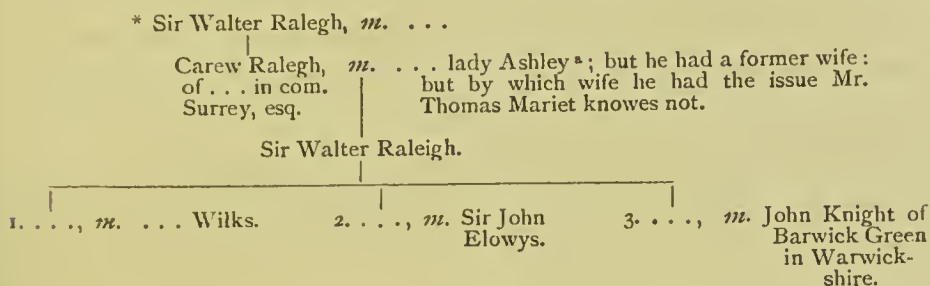 * Sir Walter Ralegh, m. . . .
Carew Ralegh, m. . . . lady Ashley ª; but he had a former wife:
of . . . in com. but by which wife he had the issue Mr.
Surrey, esq. Thomas Mariet knowes not.
Sir Walter Raleigh.
1. . . ., m. . . . Wilks. 2. . . ., m. Sir John 3. . . ., m. John Knight of
Elowys. Barwick Green
in Warwick-
shire.